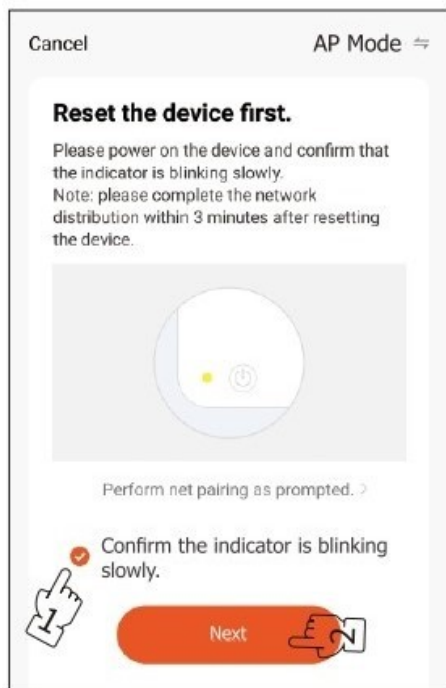 Cancel
AP Mode ⇋
Reset the device first.
Please power on the device and confirm that
the indicator is blinking slowly.
Note: please complete the network
distribution within 3 minutes after resetting
the device.
Perform net pairing as prompted. >
Confirm the indicator is blinking
slowly.
1
Next
2